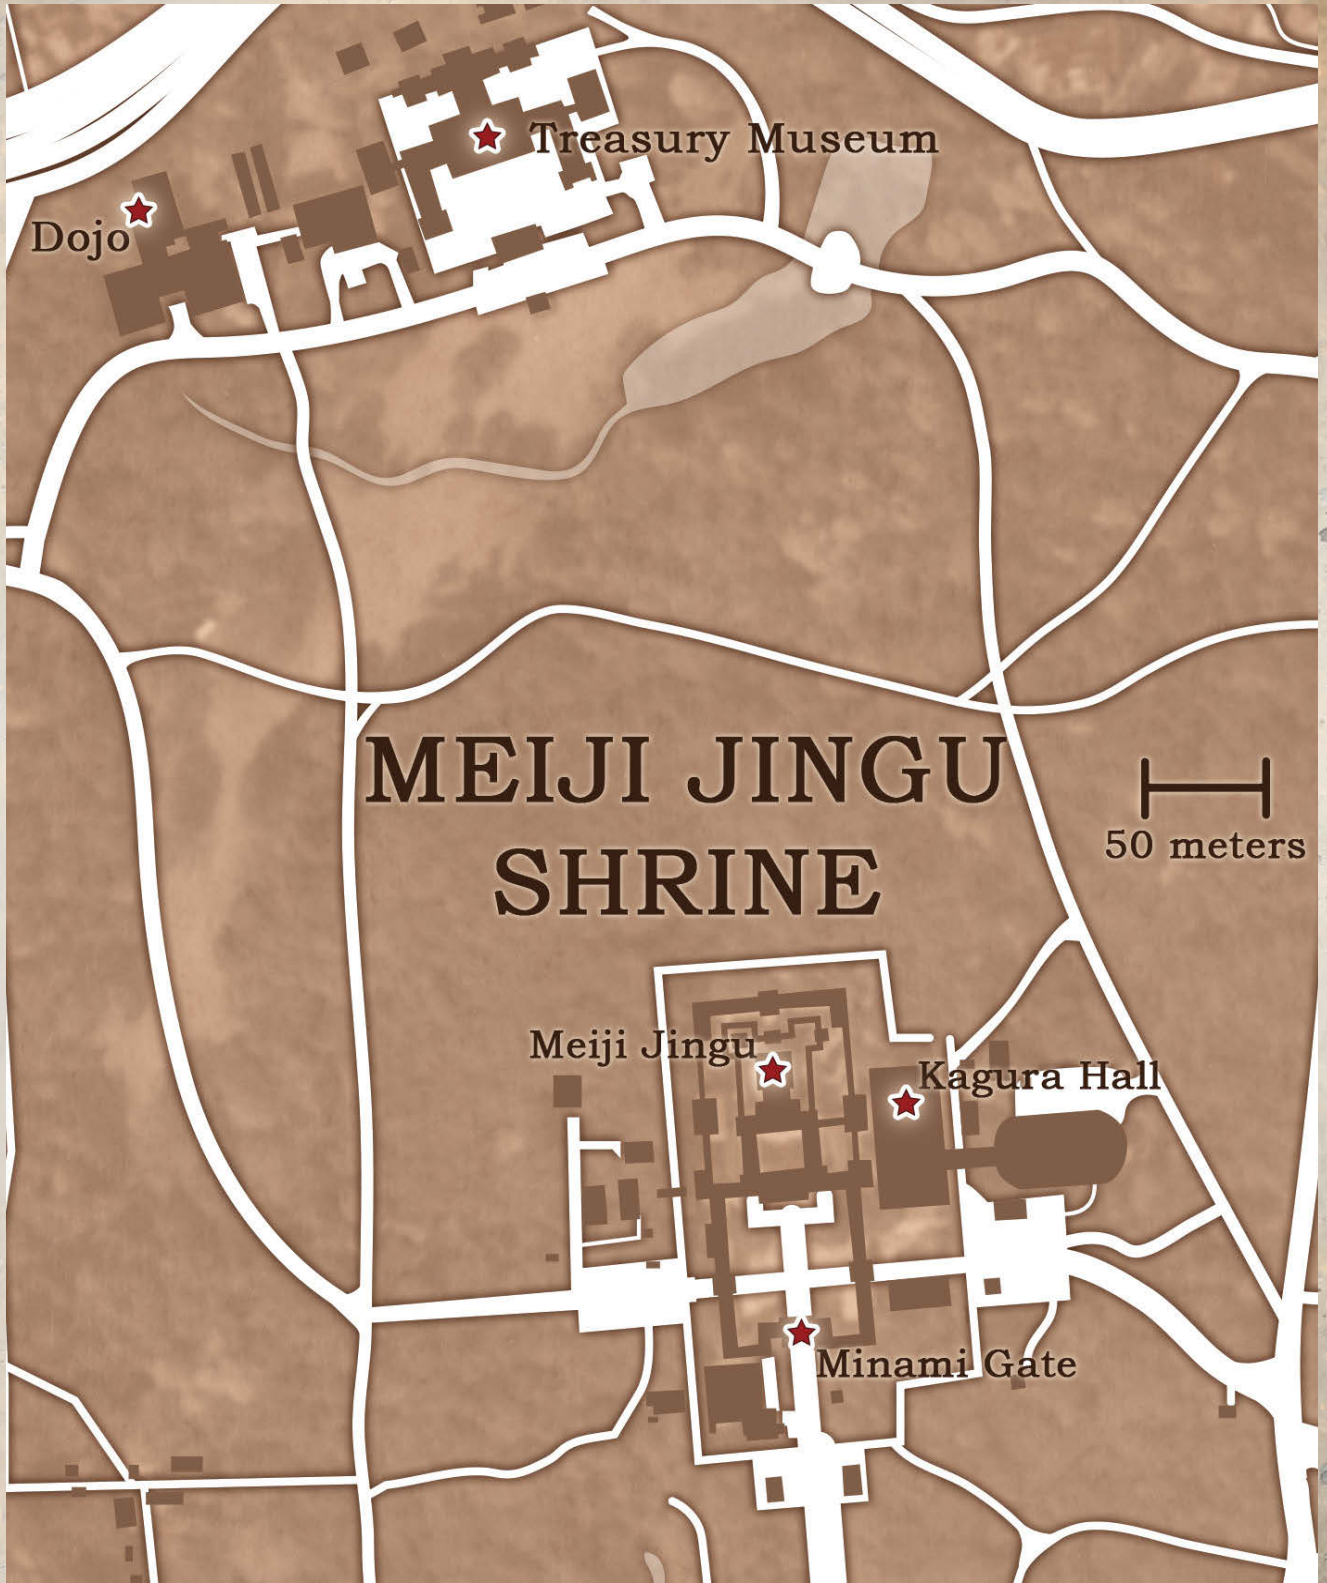 Treasury Museum
Dojo
MEIJI JINGU
SHRINE
50 meters
Meiji Jingu
Kagura Hall
Minami Gate